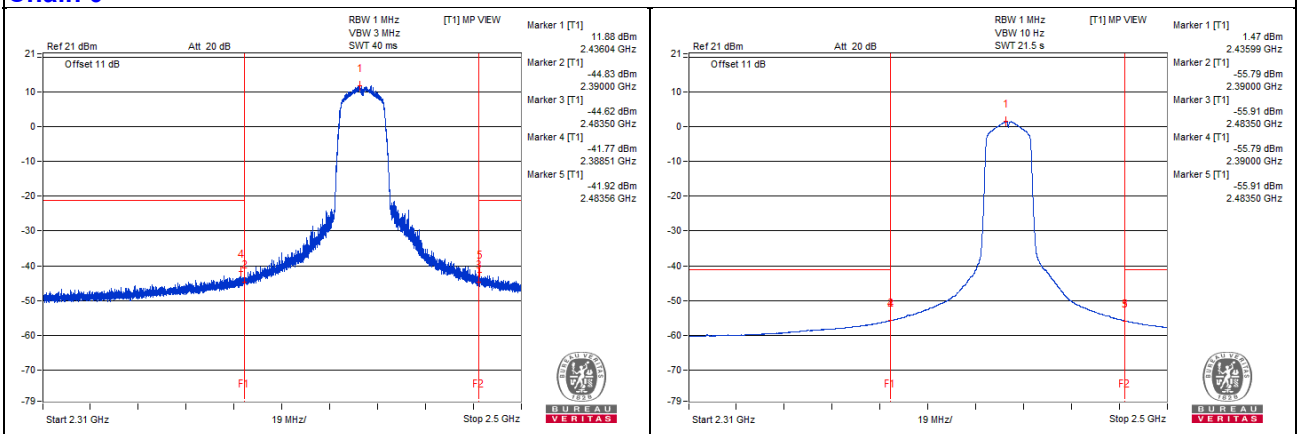 RBW 1 MHz
VBW 3 MHz
SWT 40 ms
[T1] MP VIEW
Ref 21 dBm
Att 20 dB
Offset 11 dB
21
10
0
-10
-20
-30
-40
-50
-60
-70
-79
1
4
5
F1
F2
Start 2.31 GHz
19 MHz/
Stop 2.5 GHz
Marker 1 [T1]
11.88 dBm
2.43604 GHz
Marker 2 [T1]
-44.83 dBm
2.39000 GHz
Marker 3 [T1]
-44.62 dBm
2.48350 GHz
Marker 4 [T1]
-41.77 dBm
2.38851 GHz
Marker 5 [T1]
-41.92 dBm
2.48356 GHz
BUREAU VERITAS
1828
BUREAU
VERITAS
RBW 1 MHz
VBW 10 Hz
SWT 21.5 s
[T1] MP VIEW
Ref 21 dBm
Att 20 dB
Offset 11 dB
21
10
0
-10
-20
-30
-40
-50
-60
-70
-79
1
F1
F2
Start 2.31 GHz
19 MHz/
Stop 2.5 GHz
Marker 1 [T1]
1.47 dBm
2.43599 GHz
Marker 2 [T1]
-55.79 dBm
2.39000 GHz
Marker 3 [T1]
-55.91 dBm
2.48350 GHz
Marker 4 [T1]
-55.79 dBm
2.39000 GHz
Marker 5 [T1]
-55.91 dBm
2.48350 GHz
BUREAU VERITAS
1828
BUREAU
VERITAS